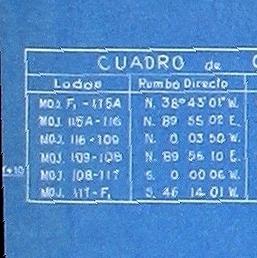 CUADRO de
Lados Rumbo Directo
MOJ. F₁ - 115A N. 38° 43' 01" W.
MOJ. 115A - 116 N. 89 55 02 E.
MOJ. 116 - 109 N. 0 03 50 W.
MOJ. 109 - 108 N. 89 56 10 E.
MOJ. 108 - 117 S. 0 00 06 W.
MOJ. 117 - F₁ S. 46 14 01 W.